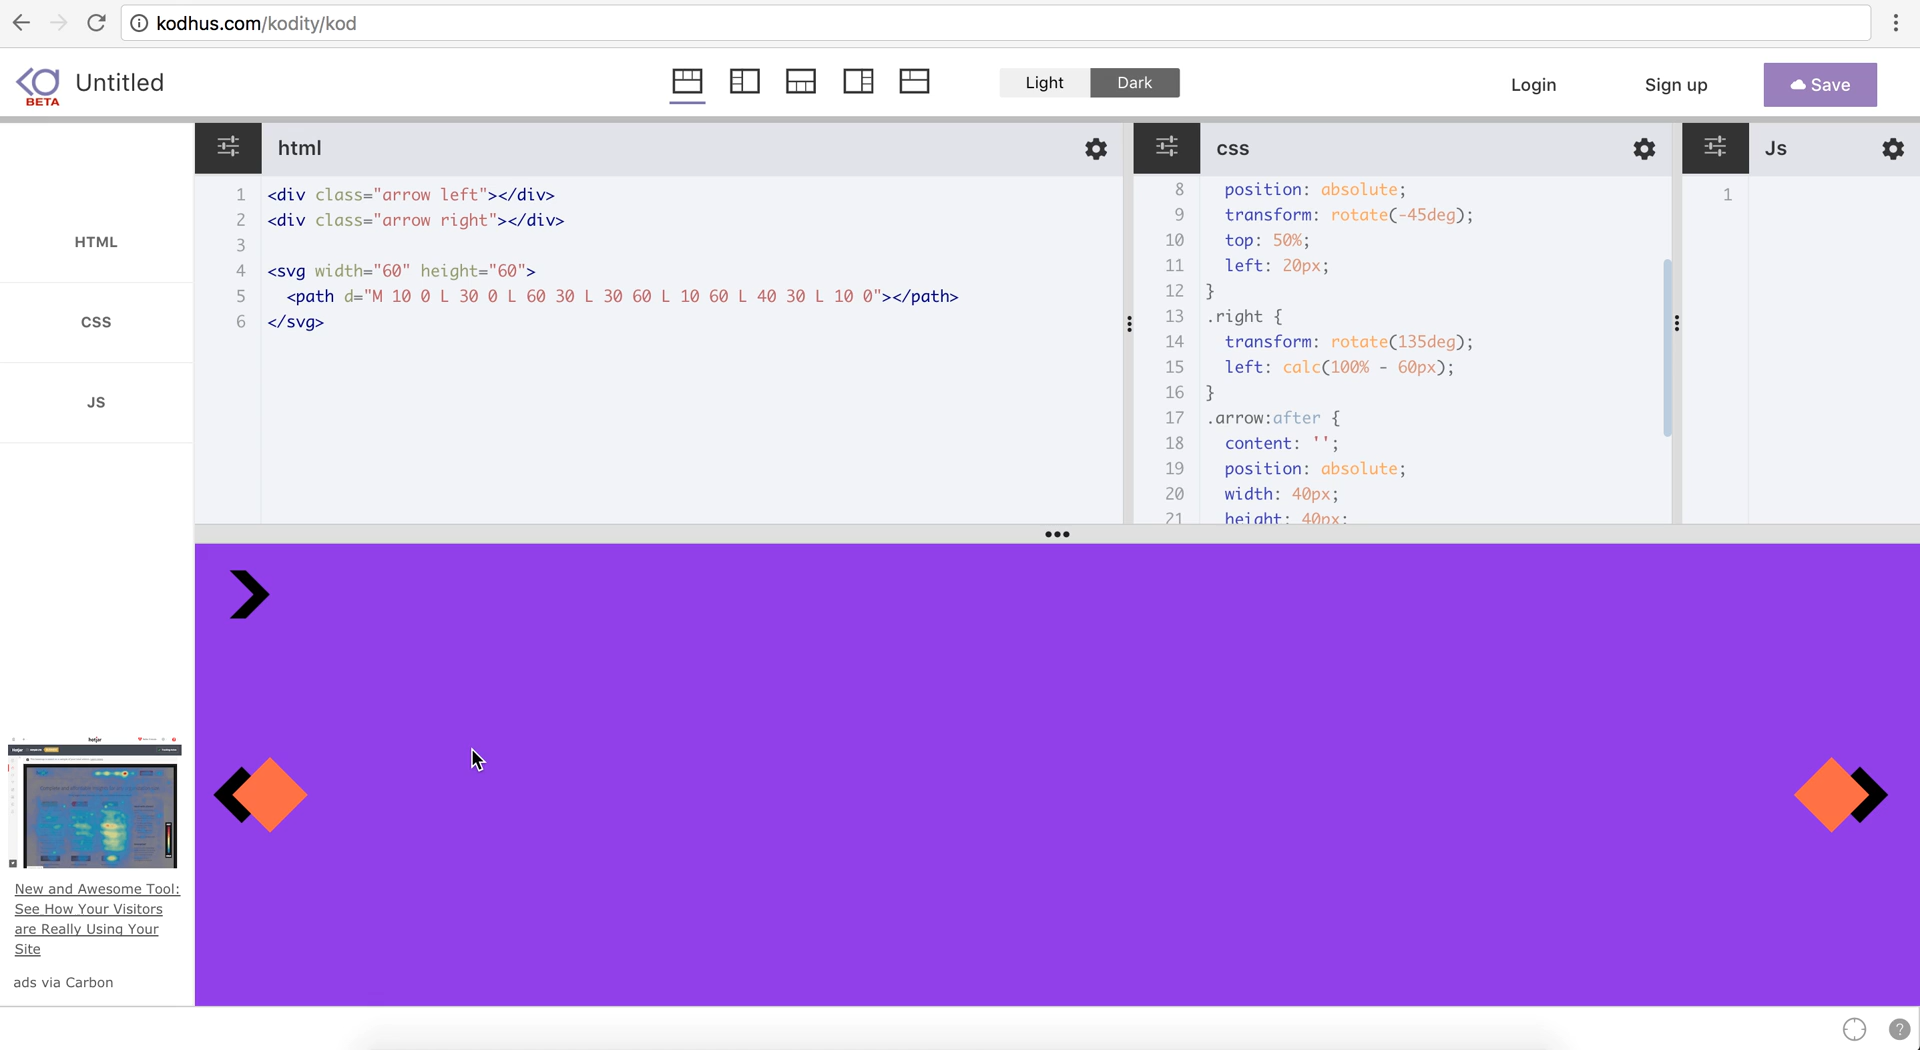 kodhus.com/kodity/kod
BETA
Untitled
Light
Dark
Login
Sign up
Save
HTML
CSS
JS
html
1 <div class="arrow left"></div>
2 <div class="arrow right"></div>
3
4 <svg width="60" height="60">
5 <path d="M 10 0 L 30 0 L 60 30 L 30 60 L 10 60 L 40 30 L 10 0"></path>
6 </svg>
css
8 position: absolute;
9 transform: rotate(-45deg);
10 top: 50%;
11 left: 20px;
12 }
13 .right {
14 transform: rotate(135deg);
15 left: calc(100% - 60px);
16 }
17 .arrow:after {
18 content: '';
19 position: absolute;
20 width: 40px;
21 height: 40px;
Js
1
hotjar
New and Awesome Tool:
See How Your Visitors
are Really Using Your
Site
ads via Carbon
?